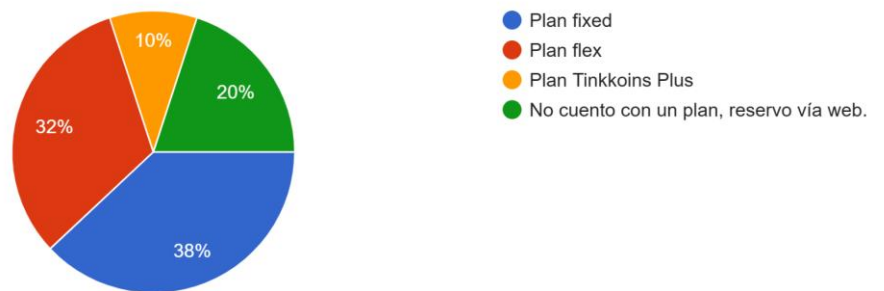 10%
20%
32%
38%
Plan fixed
Plan flex
Plan Tinkkoins Plus
No cuento con un plan, reservo vía web.